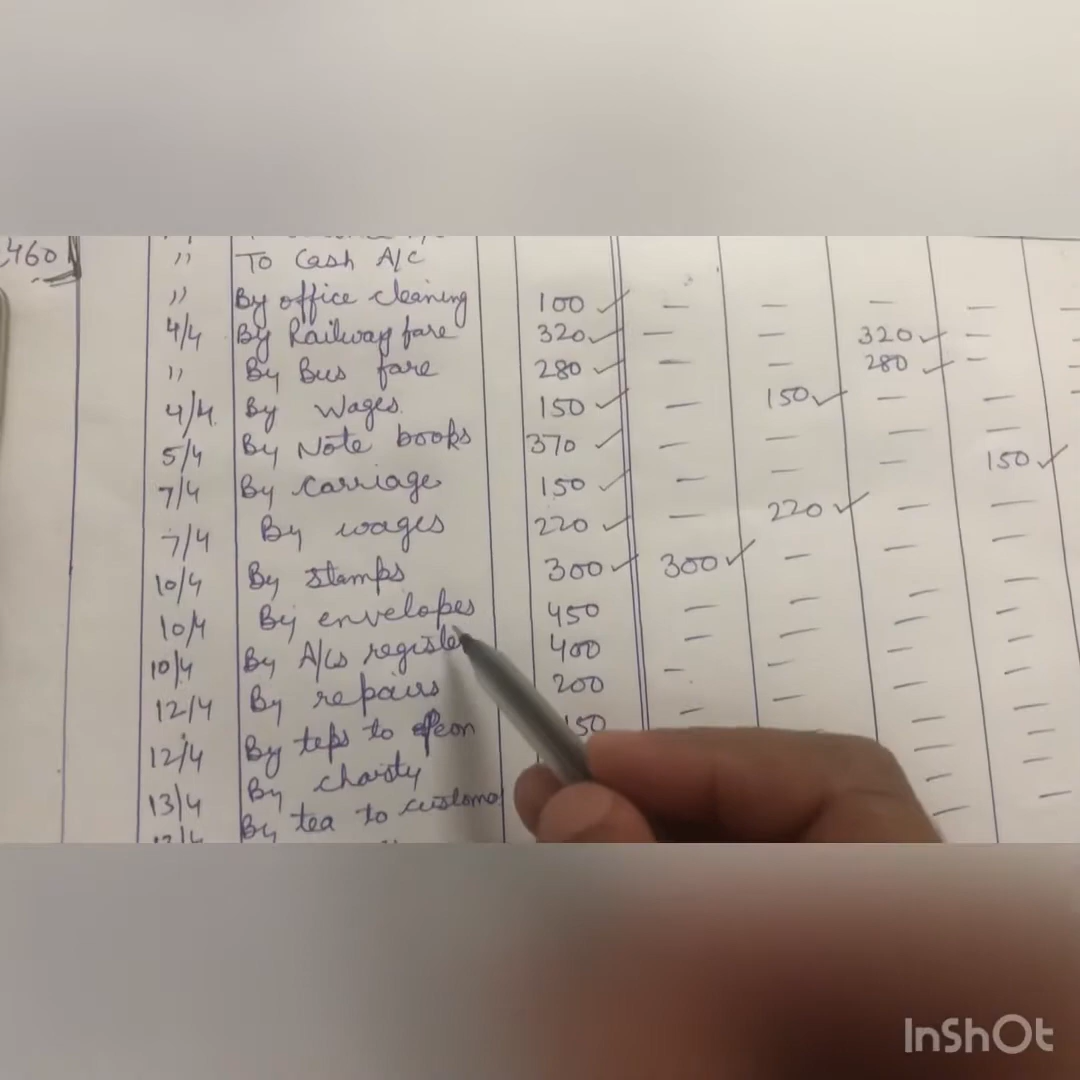 460
" To Cash A/C
" By office cleaning 100 ✓ — — — —
4/4 By Railway fare 320 ✓ — — 320 ✓ —
" By Bus fare 280 ✓ — — 280 ✓ —
4/4 By Wages. 150 ✓ — 150 ✓ — —
5/4 By Note books 370 ✓ — — — —
7/4 By carriage 150 ✓ — — — 150 ✓
7/4 By wages 220 ✓ — 220 ✓ — —
10/4 By stamps 300 ✓ 300 ✓ — — —
10/4 By envelopes 450 — — —
10/4 By A/cs register 400 — — —
12/4 By repairs 200 — — —
12/4 By teps to peon 150 — —
13/4 By charity —
By tea to customo
InShOt